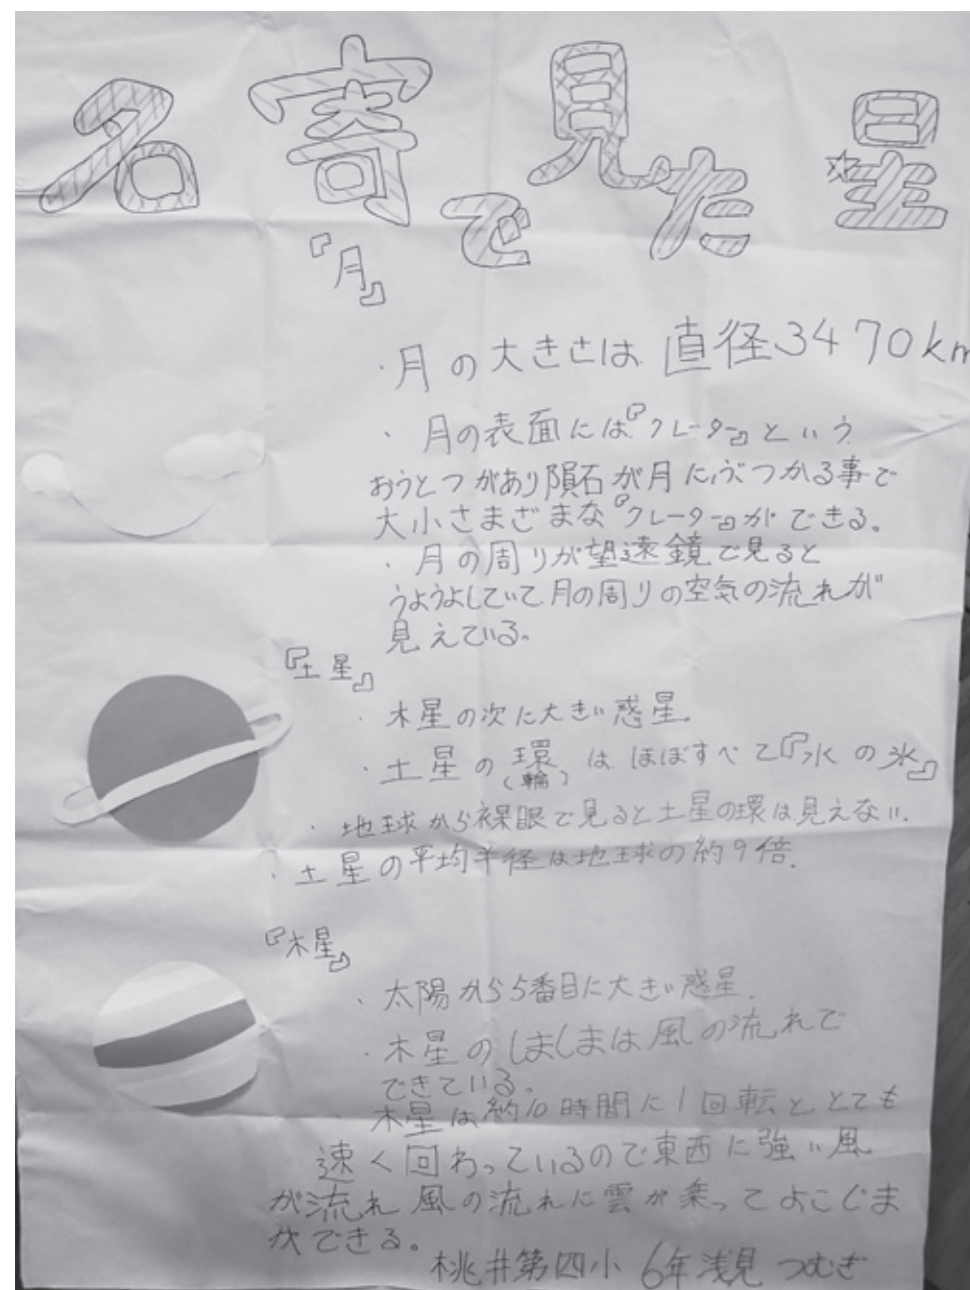 名寄で見た星
『月』
・月の大きさは 直径3470km
・月の表面には『クレーター』という
おうとつがあり隕石が月にぶつかる事で
大小さまざまな『クレーター』ができる。
・月の周りが望遠鏡で見ると
うようよしていて月の周りの空気の流れが
見えている。
『土星』
・木星の次に大きい惑星。
・土星の環(輪)は ほぼすべて『水の氷』
・地球から裸眼で見ると土星の環は見えない。
・土星の平均半径は地球の約9倍.
『木星』
・太陽から5番目に大きい惑星.
・木星のしましまは風の流れで
できている。
木星は約10時間に1回転ととても
速く回わっているので東西に強い風
が流れ風の流れに雲が乗ってよこじま
ができる。
桃井第四小 6年浅見 つむぎ